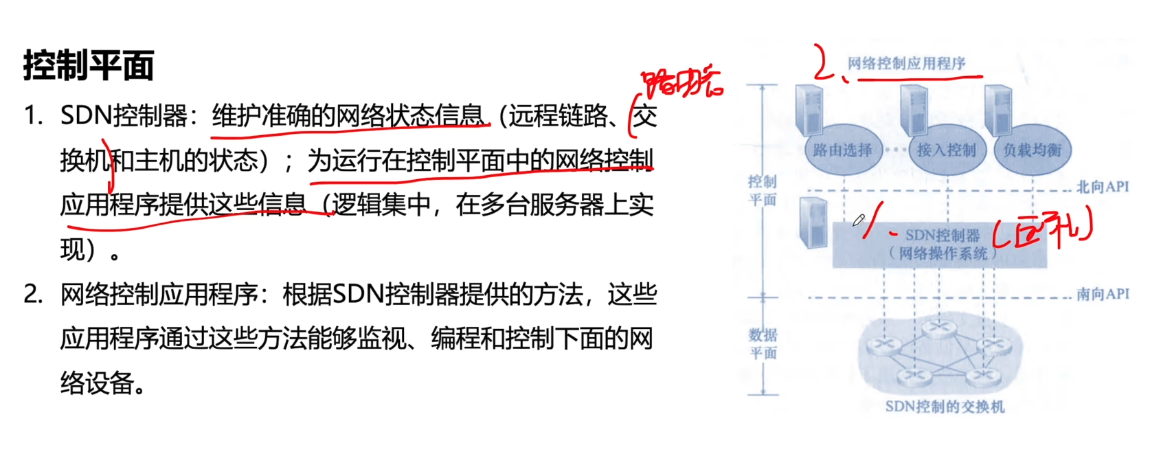 控制平面
1. SDN控制器：维护准确的网络状态信息（远程链路、交
换机和主机的状态）；为运行在控制平面中的网络控制
应用程序提供这些信息（逻辑集中，在多台服务器上实
现）。
2. 网络控制应用程序：根据SDN控制器提供的方法，这些
应用程序通过这些方法能够监视、编程和控制下面的网
络设备。
路由器
2、
网络控制应用程序
路由选择 … 接入控制 负载均衡
控制
平面
北向API
1、
SDN控制器
（网络操作系统）
南向API
数据
平面
SDN控制的交换机